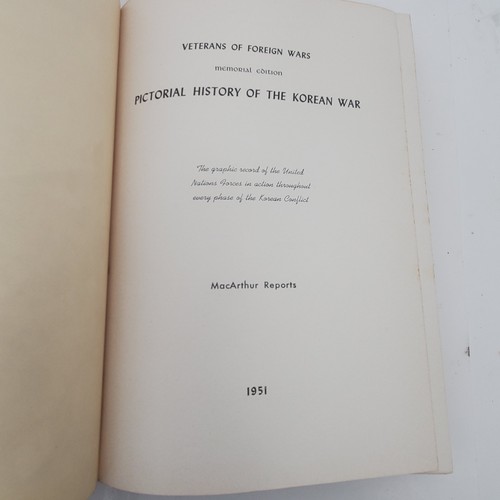 VETERANS OF FOREIGN WARS
MEMORIAL EDITION
PICTORIAL HISTORY OF THE KOREAN WAR
The graphic record of the United
Nations Forces in action throughout
every phase of the Korean Conflict
MacArthur Reports
1951